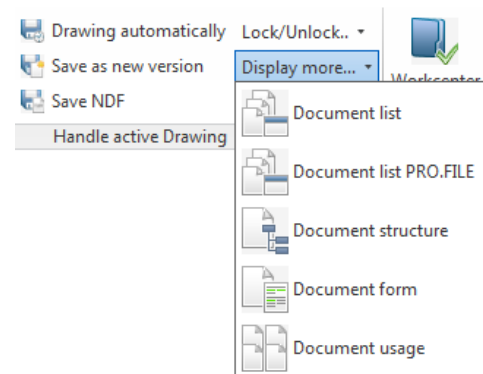 Drawing automatically Lock/Unlock..
Save as new version Display more...
Workcenter
Save NDF
Handle active Drawing
Document list
Document list PRO.FILE
Document structure
Document form
Document usage